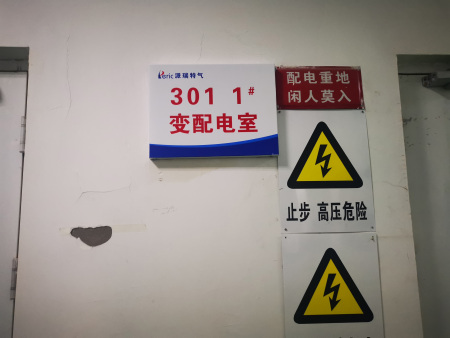 派瑞特气
301 1#
变配电室
配电重地
闲人莫入
止步 高压危险